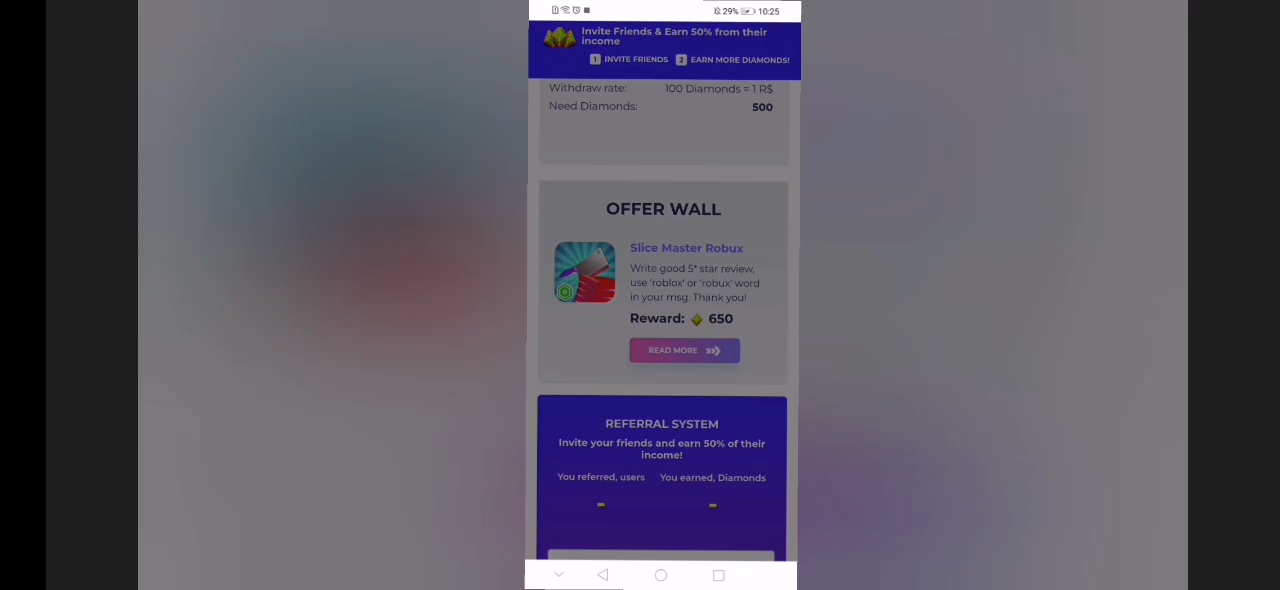 29% 10:25
Invite Friends & Earn 50% from their
income
1 INVITE FRIENDS 2 EARN MORE DIAMONDS!
Withdraw rate: 100 Diamonds = 1 R$
Need Diamonds: 500
OFFER WALL
Slice Master Robux
Write good 5* star review,
use 'roblox' or 'robux' word
in your msg. Thank you!
Reward: 650
READ MORE
REFERRAL SYSTEM
Invite your friends and earn 50% of their
income!
You referred, users You earned, Diamonds
- -